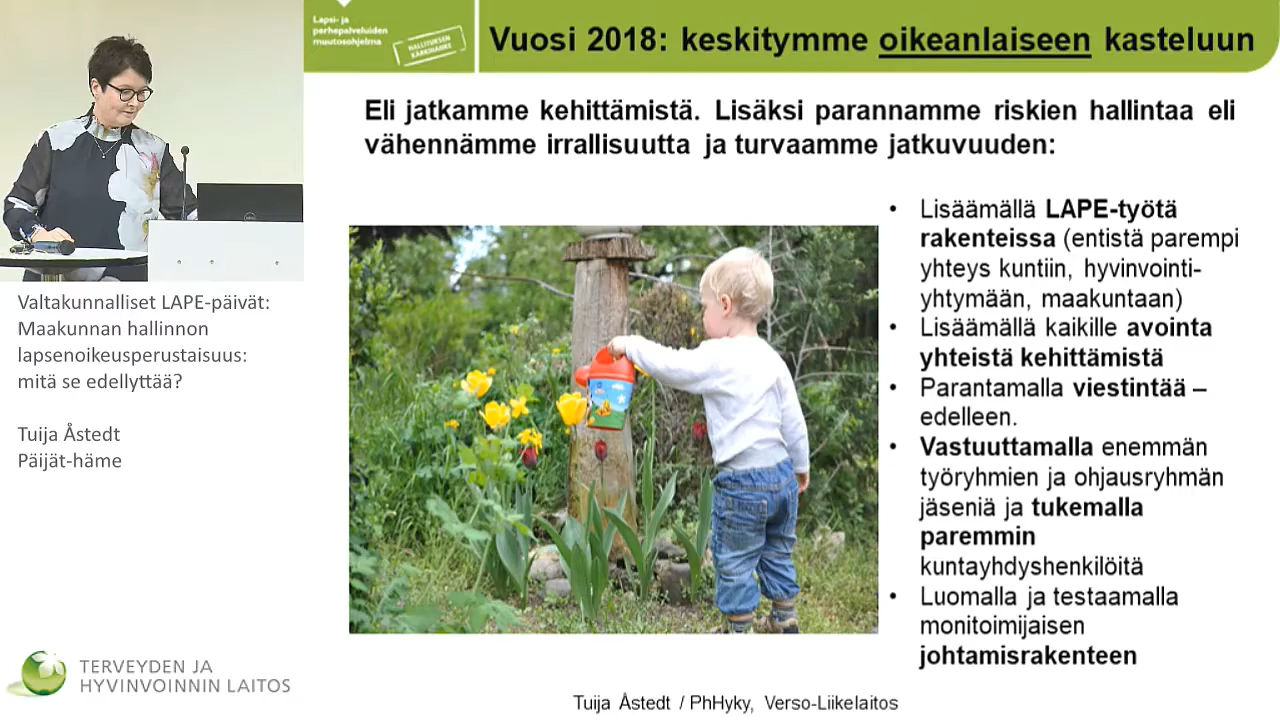 Lapsi- ja
perhepalveluiden
muutosohjelma
HALLITUKSEN
KÄRKIHANKE
Vuosi 2018: keskitymme oikeanlaiseen kasteluun
Eli jatkamme kehittämistä. Lisäksi parannamme riskien hallintaa eli
vähennämme irrallisuutta ja turvaamme jatkuvuuden:
• Lisäämällä LAPE-työtä
rakenteissa (entistä parempi
yhteys kuntiin, hyvinvointi-
yhtymään, maakuntaan)
• Lisäämällä kaikille avointa
yhteistä kehittämistä
• Parantamalla viestintää –
edelleen.
• Vastuuttamalla enemmän
työryhmien ja ohjausryhmän
jäseniä ja tukemalla
paremmin
kuntayhdyshenkilöitä
• Luomalla ja testaamalla
monitoimijaisen
johtamisrakenteen
Tuija Åstedt / PhHyky, Verso-Liikelaitos
Valtakunnalliset LAPE-päivät:
Maakunnan hallinnon
lapsenoikeusperustaisuus:
mitä se edellyttää?
Tuija Åstedt
Päijät-häme
TERVEYDEN JA
HYVINVOINNIN LAITOS